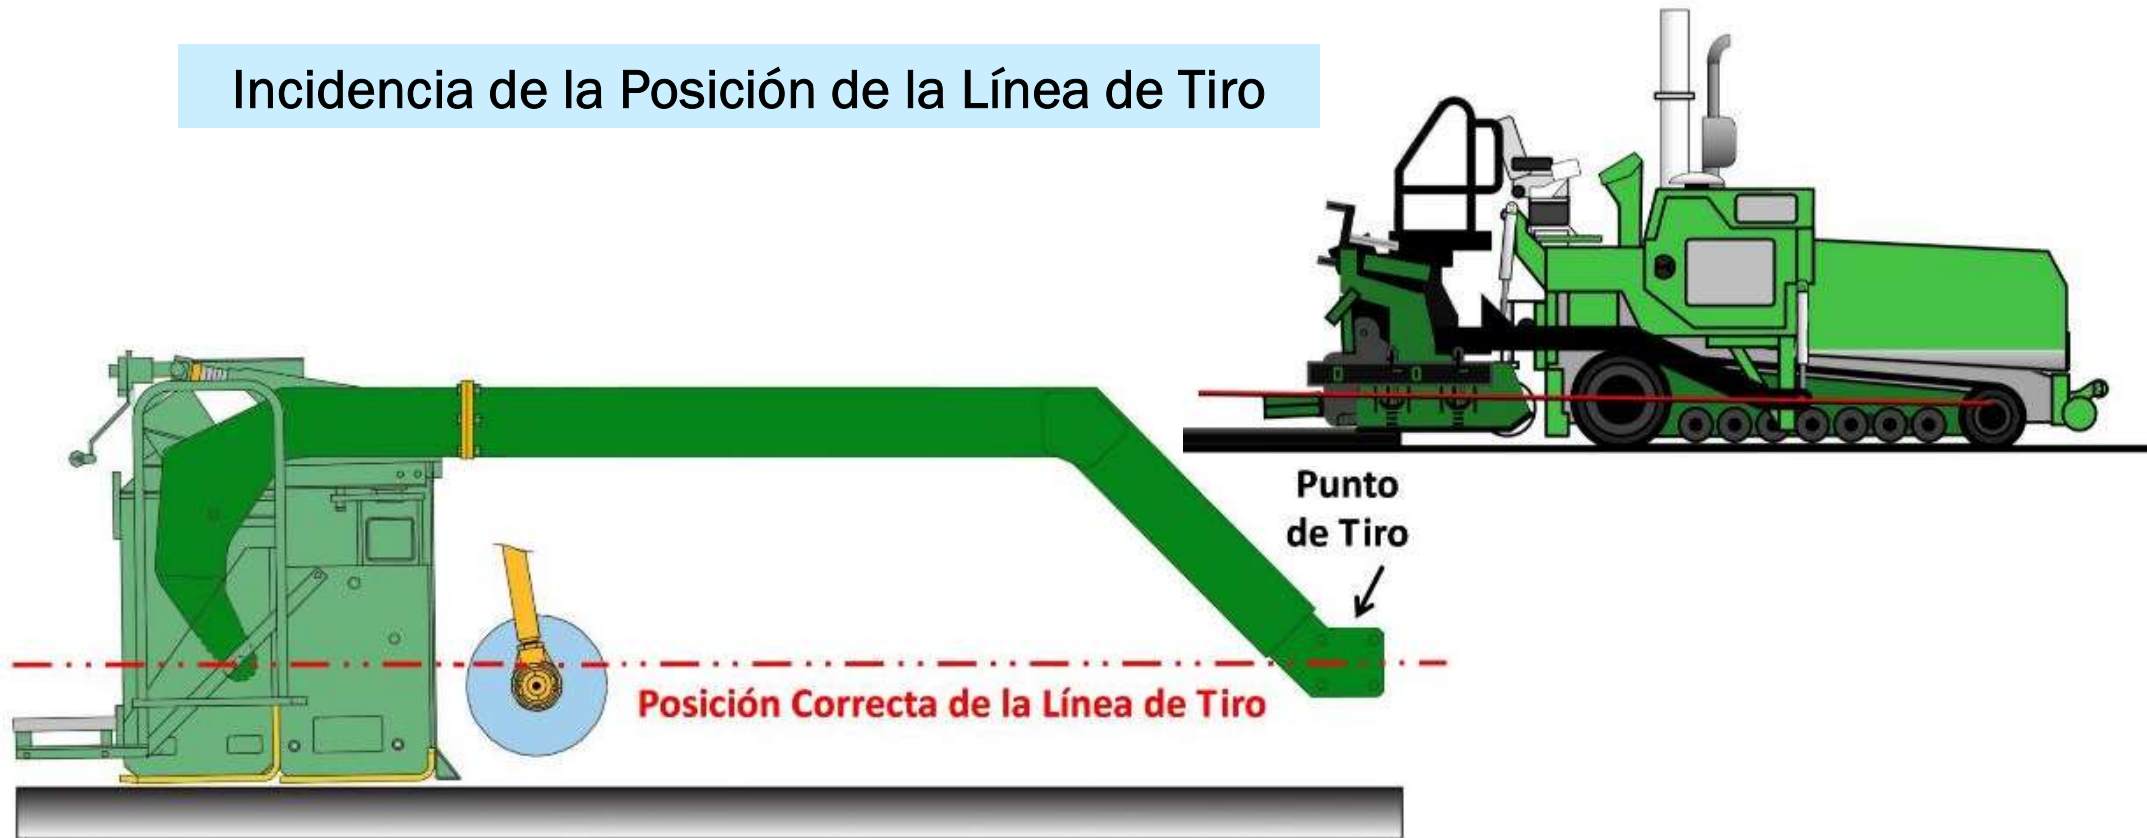 Incidencia de la Posición de la Línea de Tiro
Punto
de Tiro
Posición Correcta de la Línea de Tiro